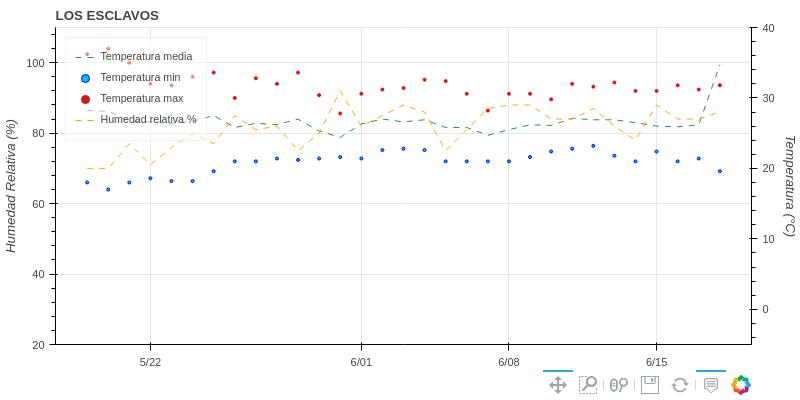 LOS ESCLAVOS
Temperatura media
Temperatura min
Temperatura max
Humedad relativa %
Humedad Relativa (%)
100
80
60
40
20
Temperatura (°C)
40
30
20
10
0
5/22
6/01
6/08
6/15